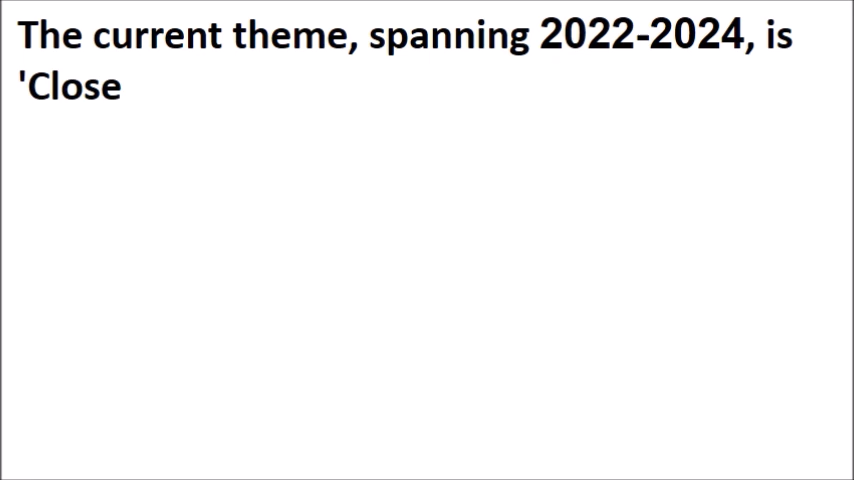 The current theme, spanning 2022-2024, is
'Close